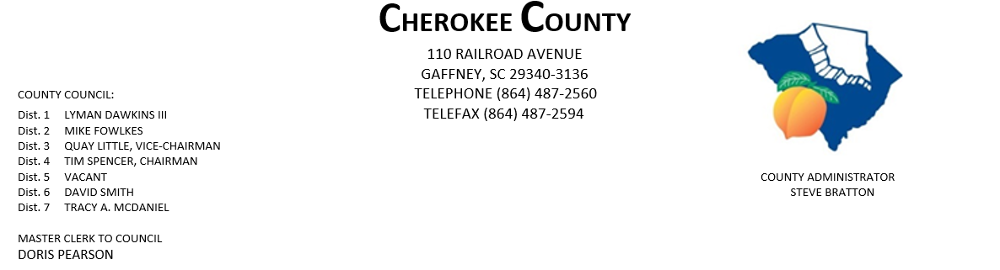 CHEROKEE COUNTY
110 RAILROAD AVENUE
GAFFNEY, SC 29340-3136
TELEPHONE (864) 487-2560
TELEFAX (864) 487-2594
COUNTY COUNCIL:
Dist. 1 LYMAN DAWKINS III
Dist. 2 MIKE FOWLKES
Dist. 3 QUAY LITTLE, VICE-CHAIRMAN
Dist. 4 TIM SPENCER, CHAIRMAN
Dist. 5 VACANT
Dist. 6 DAVID SMITH
Dist. 7 TRACY A. MCDANIEL
MASTER CLERK TO COUNCIL
DORIS PEARSON
COUNTY ADMINISTRATOR
STEVE BRATTON